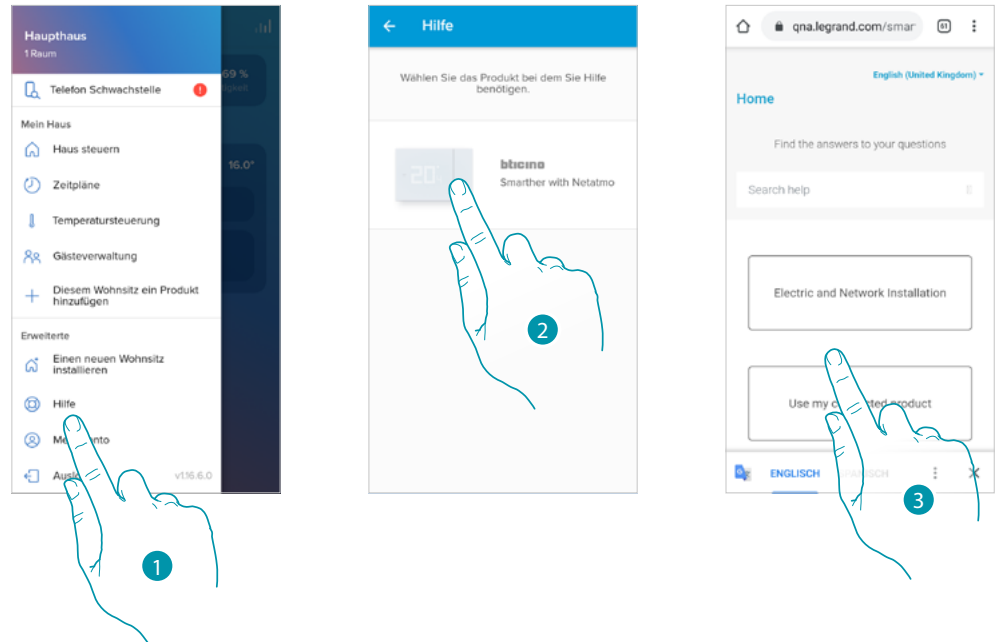 Haupthaus
1 Raum
69 %
Telefon Schwachstelle
!
Mein Haus
Haus steuern
16.0°
Zeitpläne
Temperatursteuerung
Gästeverwaltung
Diesem Wohnsitz ein Produkt
hinzufügen
Erweiterte
Einen neuen Wohnsitz
installieren
Hilfe
v1.16.6.0
1
Hilfe
Wählen Sie das Produkt bei dem Sie Hilfe
benötigen.
20
bticino
Smarther with Netatmo
2
qna.legrand.com/smar
61
English (United Kingdom)
Home
Find the answers to your questions
Search help
Electric and Network Installation
Use my product
ENGLISCH
3